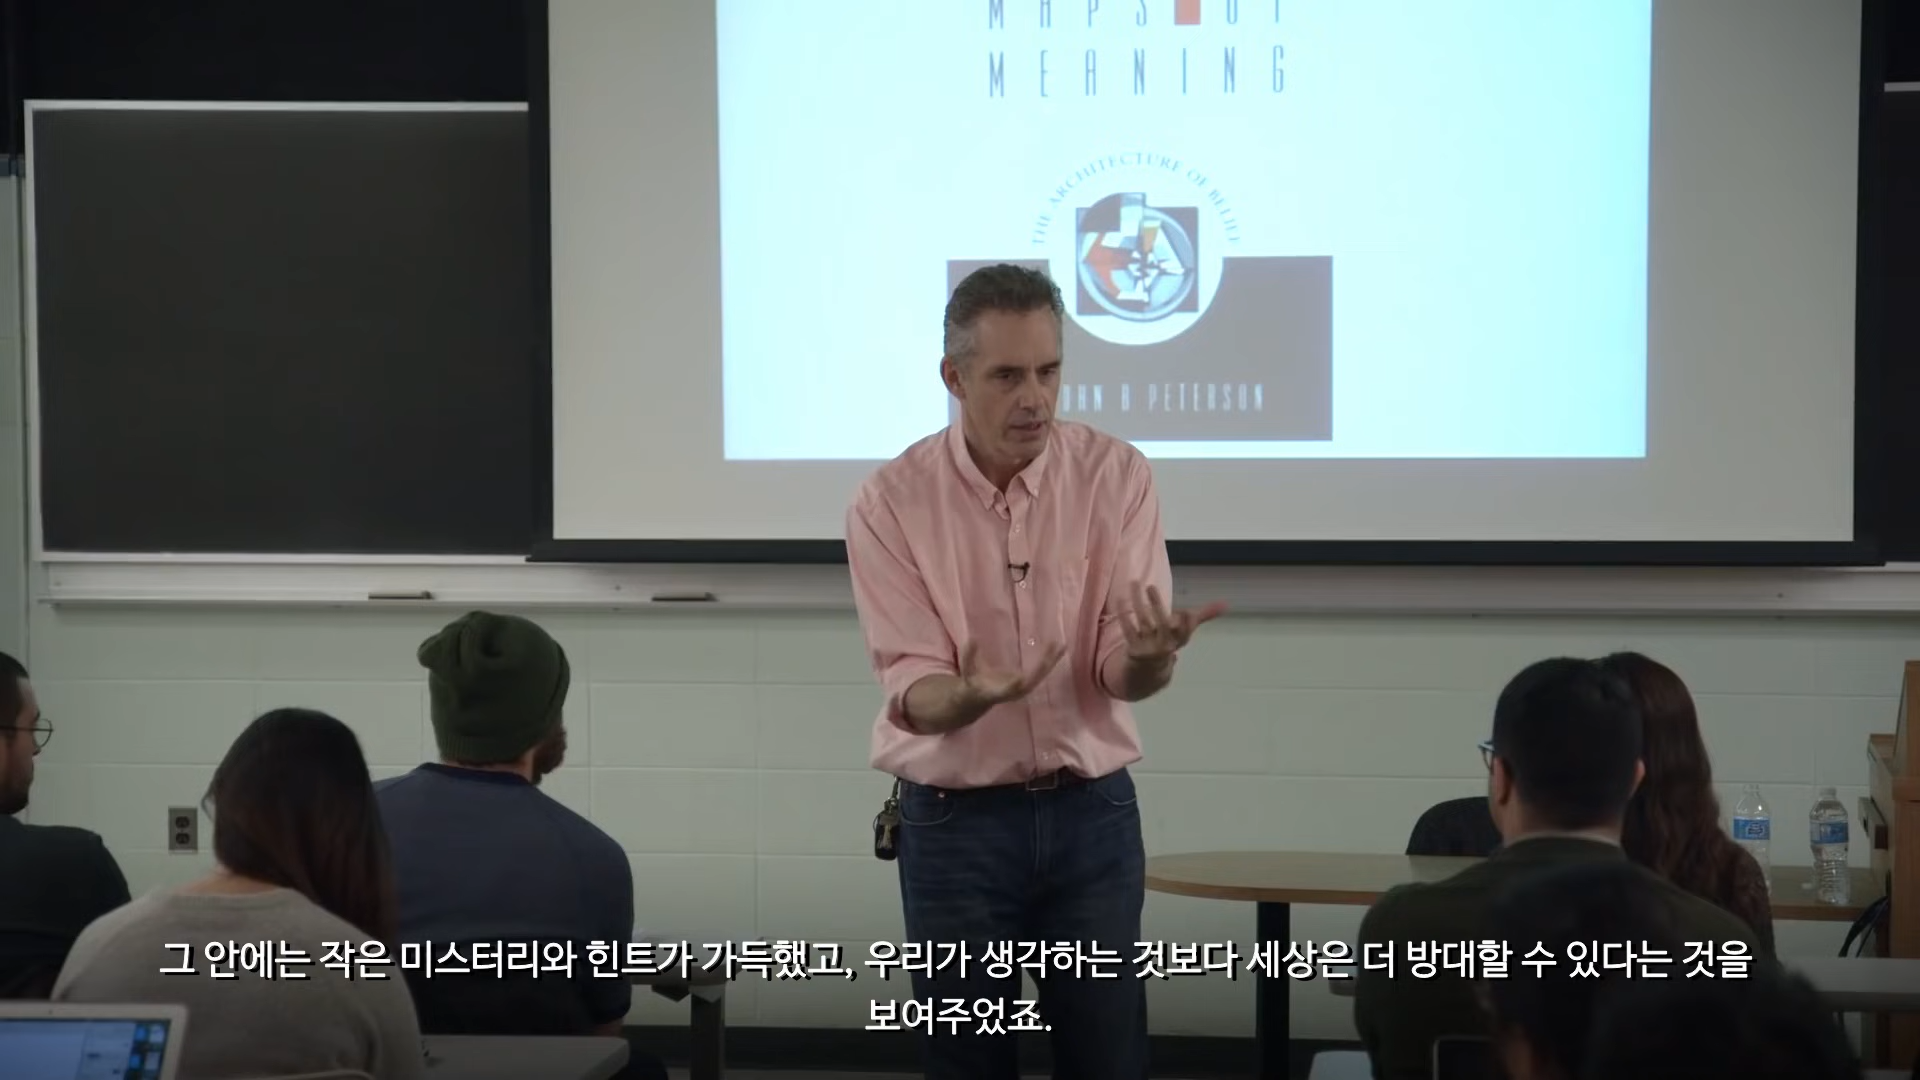 MAPS OF
MEANING
THE ARCHITECTURE OF BELIEF
B PETERSON
그 안에는 작은 미스터리와 힌트가 가득했고, 우리가 생각하는 것보다 세상은 더 방대할 수 있다는 것을
보여주었죠.